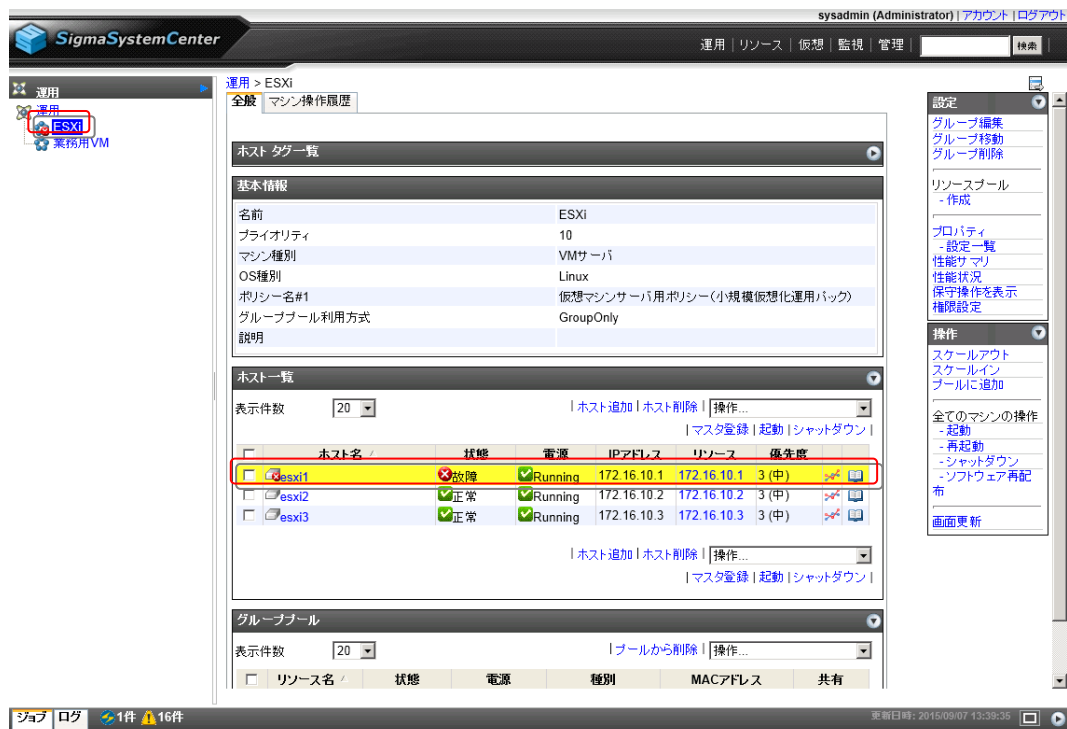 sysadmin (Administrator) | アカウント | ログアウト
SigmaSystemCenter
運用 | リソース | 仮想 | 監視 | 管理 | 検索 |
運用
運用
ESXi
業務用VM
運用 > ESXi
全般 マシン操作履歴
ホスト タグ一覧
基本情報
名前 ESXi
プライオリティ 10
マシン種別 VMサーバ
OS種別 Linux
ポリシー名#1 仮想マシンサーバ用ポリシー(小規模仮想化運用パック)
グループプール利用方式 GroupOnly
説明
ホスト一覧
表示件数 20 | ホスト追加 | ホスト削除 | 操作...
| マスタ登録 | 起動 | シャットダウン |
ホスト名 状態 電源 IPアドレス リソース 優先度
esxi1 故障 Running 172.16.10.1 172.16.10.1 3 (中)
esxi2 正常 Running 172.16.10.2 172.16.10.2 3 (中)
esxi3 正常 Running 172.16.10.3 172.16.10.3 3 (中)
| ホスト追加 | ホスト削除 | 操作...
| マスタ登録 | 起動 | シャットダウン |
グループプール
表示件数 20 | プールから削除 | 操作...
リソース名 状態 電源 種別 MACアドレス 共有
設定
グループ編集
グループ移動
グループ削除
リソースプール
- 作成
プロパティ
- 設定一覧
性能サマリ
性能状況
保守操作を表示
権限設定
操作
スケールアウト
スケールイン
プールに追加
全てのマシンの操作
- 起動
- 再起動
- シャットダウン
- ソフトウェア再配
布
画面更新
ジョブ ログ 1件 16件
更新日時: 2015/09/07 13:39:35